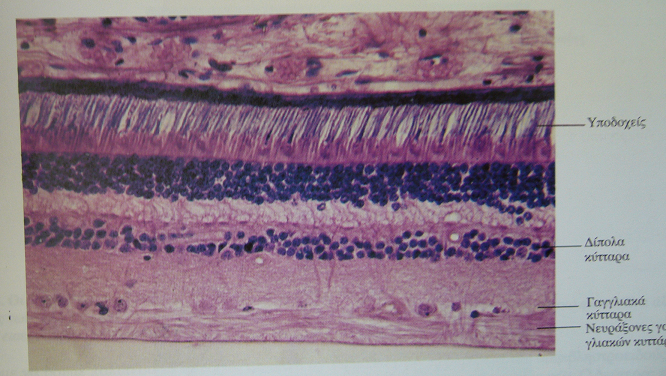 Υποδοχείς
Δίπολα
κύτταρα
Γαγγλιακά
κύτταρα
Νευράξονες
γλιακών